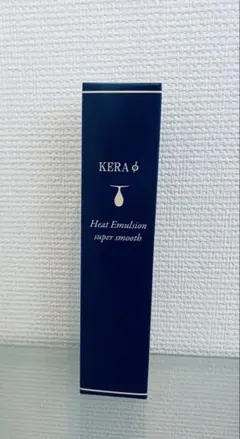 KERA φ
Heat Emulsion
super smooth